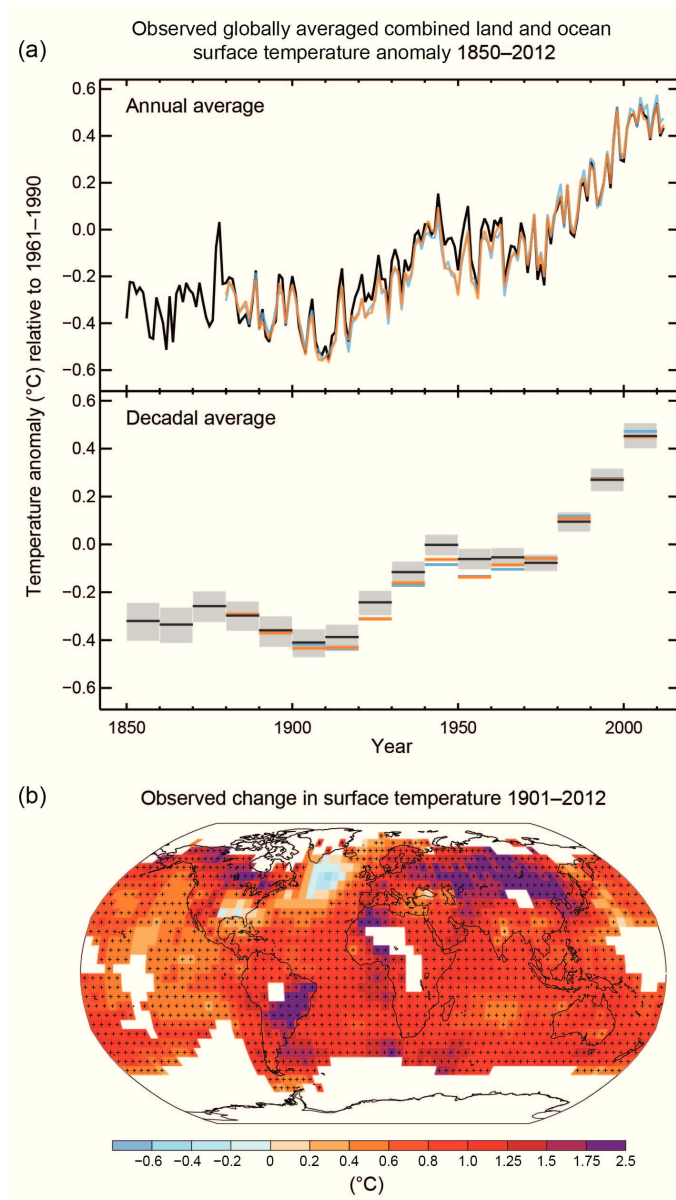 Observed globally averaged combined land and ocean
(a)
surface temperature anomaly 1850–2012
0.6
Annual average
0.4
0.2
0.0
−0.2
−0.4
−0.6
Temperature anomaly (°C) relative to 1961–1990
Decadal average
0.4
0.2
0.0
−0.2
−0.4
−0.6
1850 1900 1950 2000
Year
(b) Observed change in surface temperature 1901–2012
−0.6 −0.4 −0.2 0 0.2 0.4 0.6 0.8 1.0 1.25 1.5 1.75 2.5
(°C)